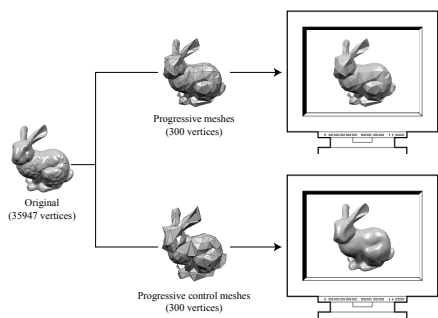 Progressive meshes
(300 vertices)
Original
(35947 vertices)
Progressive control meshes
(300 vertices)